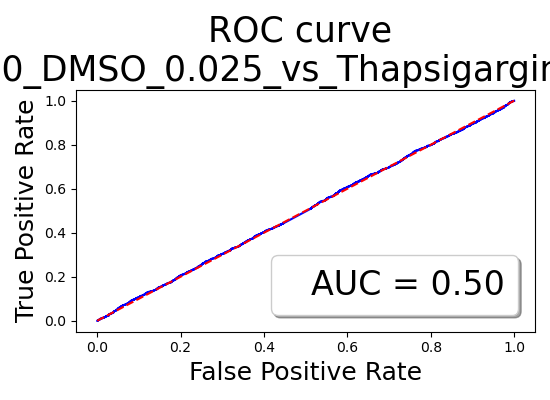 ROC curve
0_DMSO_0.025_vs_Thapsigargin
True Positive Rate
1.0
0.8
0.6
0.4
0.2
0.0
AUC = 0.50
0.0 0.2 0.4 0.6 0.8 1.0
False Positive Rate